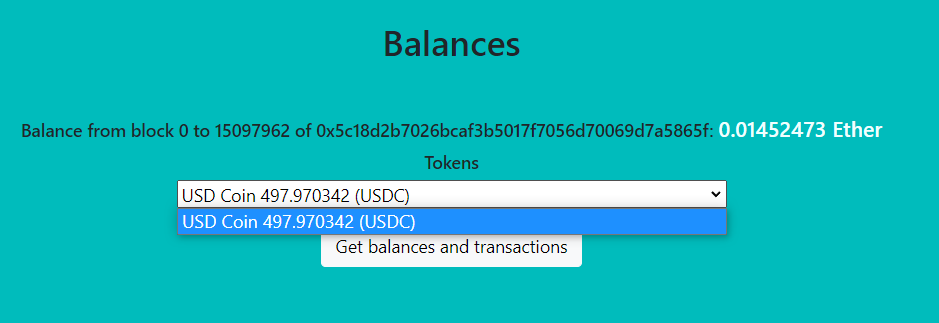 Balances
Balance from block 0 to 15097962 of 0x5c18d2b7026bcaf3b5017f7056d70069d7a5865f: 0.01452473 Ether
Tokens
USD Coin 497.970342 (USDC)
USD Coin 497.970342 (USDC)
Get balances and transactions